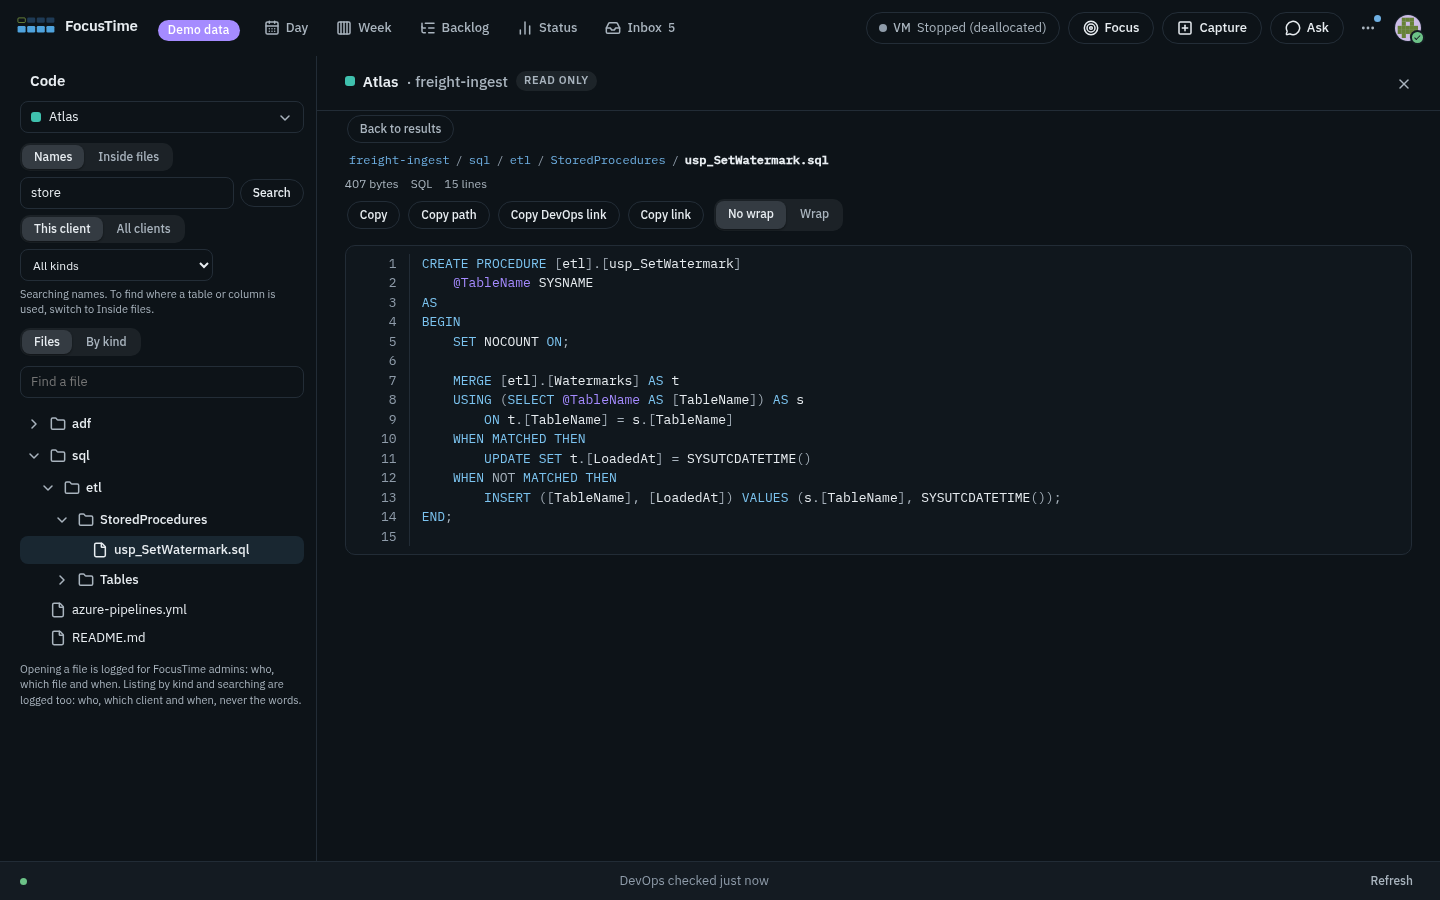 FocusTime Demo data Day Week Backlog Status Inbox 5 VM Stopped (deallocated) Focus Capture Ask
Code
Atlas
Names Inside files
store Search
This client All clients
All kinds
Searching names. To find where a table or column is
used, switch to Inside files.
Files By kind
Find a file
adf
sql
etl
StoredProcedures
usp_SetWatermark.sql
Tables
azure-pipelines.yml
README.md
Opening a file is logged for FocusTime admins: who,
which file and when. Listing by kind and searching are
logged too: who, which client and when, never the words.
Atlas · freight-ingest READ ONLY
Back to results
freight-ingest / sql / etl / StoredProcedures / usp_SetWatermark.sql
407 bytes SQL 15 lines
Copy Copy path Copy DevOps link Copy link No wrap Wrap
1 CREATE PROCEDURE [etl].[usp_SetWatermark]
2     @TableName SYSNAME
3 AS
4 BEGIN
5     SET NOCOUNT ON;
6
7     MERGE [etl].[Watermarks] AS t
8     USING (SELECT @TableName AS [TableName]) AS s
9         ON t.[TableName] = s.[TableName]
10     WHEN MATCHED THEN
11         UPDATE SET t.[LoadedAt] = SYSUTCDATETIME()
12     WHEN NOT MATCHED THEN
13         INSERT ([TableName], [LoadedAt]) VALUES (s.[TableName], SYSUTCDATETIME());
14 END;
15
DevOps checked just now
Refresh